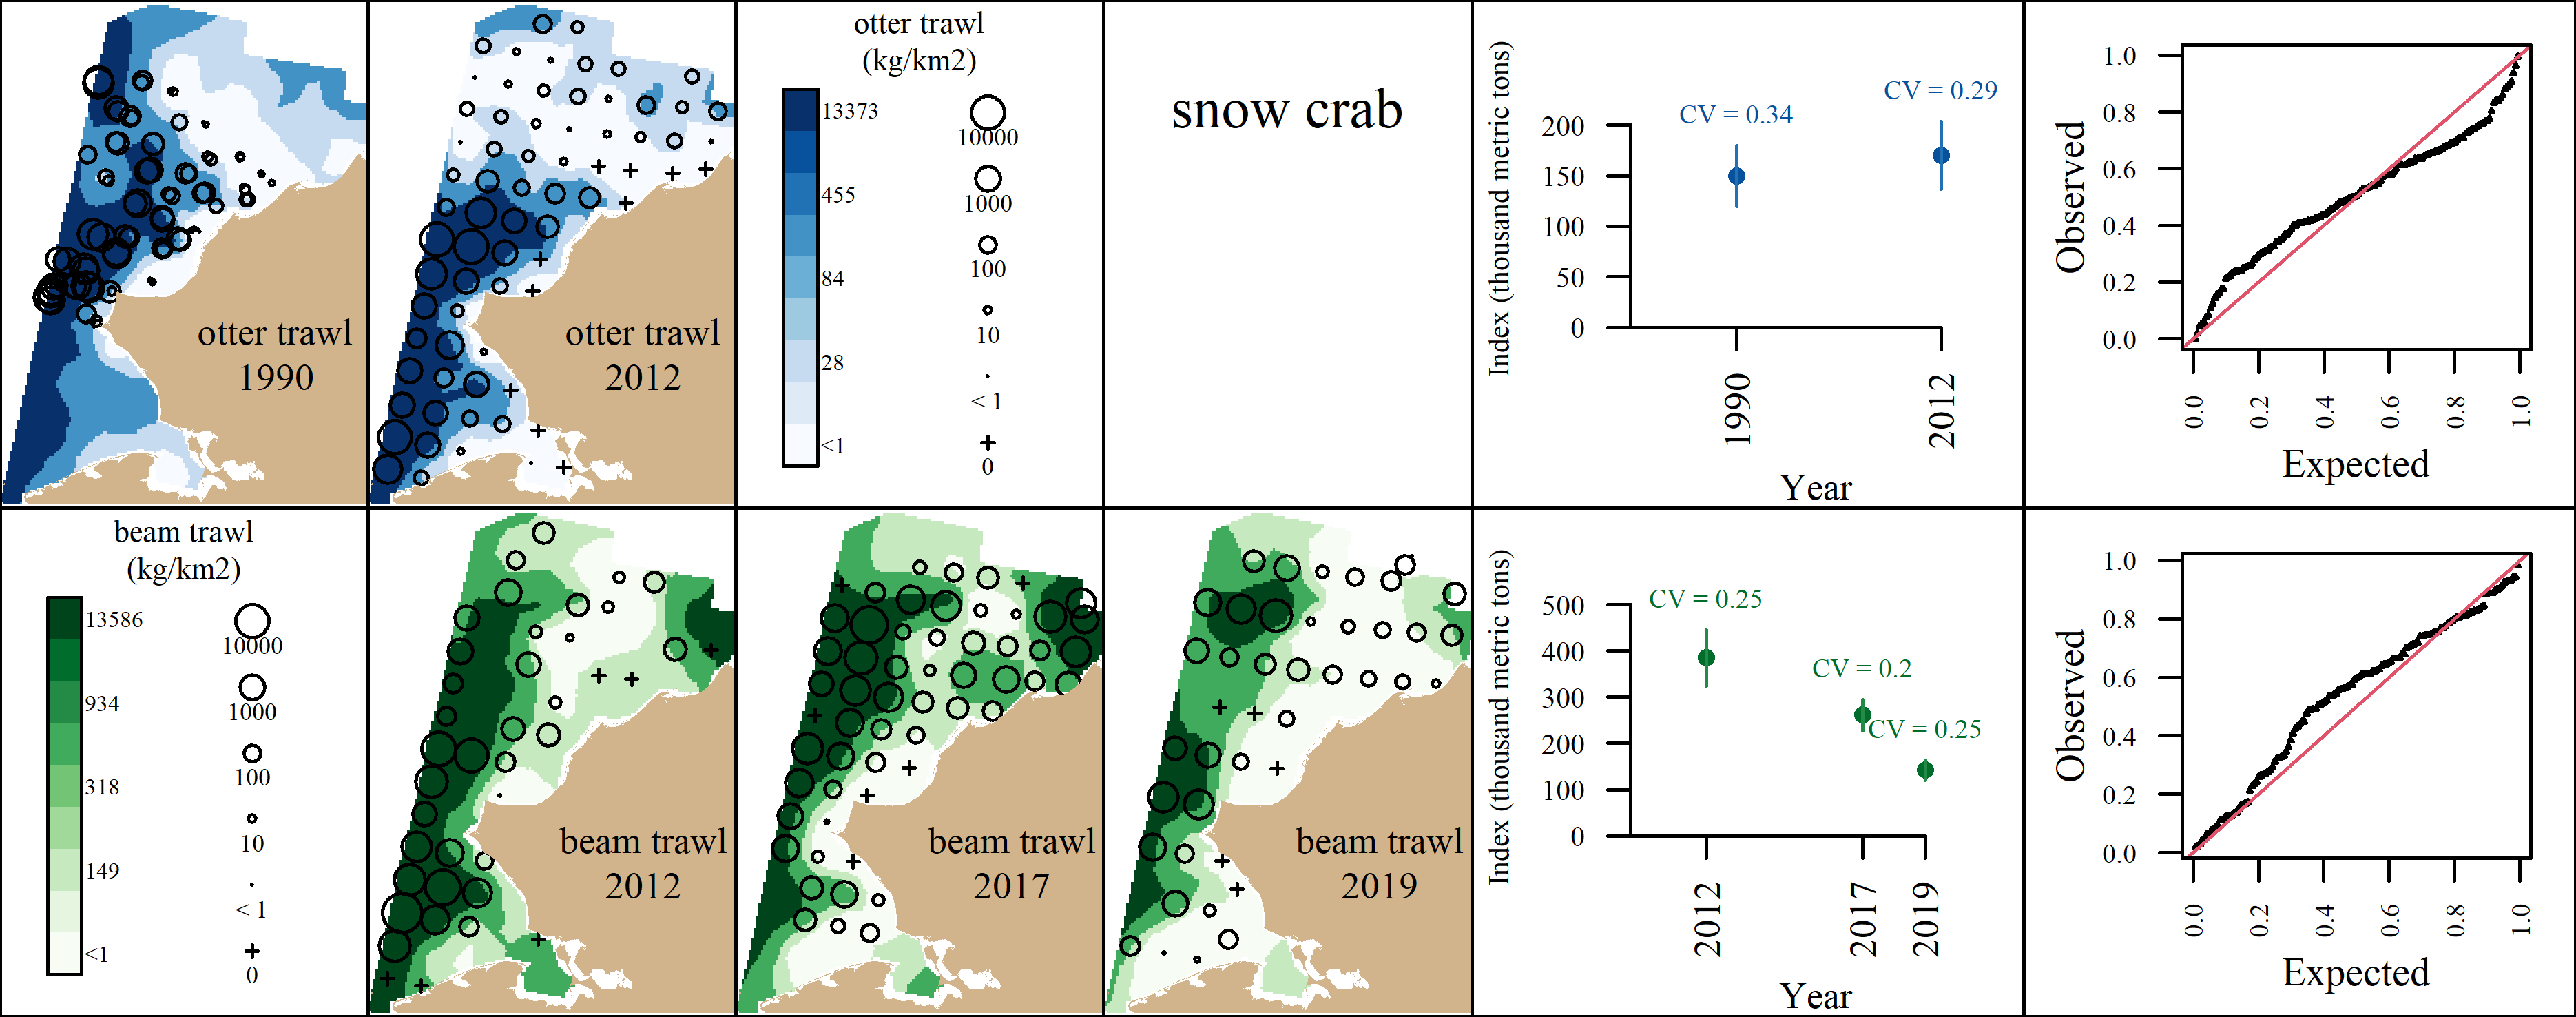 otter trawl
1990
otter trawl
2012
otter trawl
(kg/km2)
13373
455
84
28
<1
10000
1000
100
10
< 1
0
snow crab
Index (thousand metric tons)
200
150
100
50
0
CV = 0.34
CV = 0.29
1990
2012
Year
Observed
1.0
0.8
0.6
0.4
0.2
0.0
0.0
0.2
0.4
0.6
0.8
1.0
Expected
beam trawl
(kg/km2)
13586
934
318
149
<1
10000
1000
100
10
< 1
0
beam trawl
2012
beam trawl
2017
beam trawl
2019
Index (thousand metric tons)
500
400
300
200
100
0
CV = 0.25
CV = 0.2
CV = 0.25
2012
2017
2019
Year
Observed
1.0
0.8
0.6
0.4
0.2
0.0
0.0
0.2
0.4
0.6
0.8
1.0
Expected